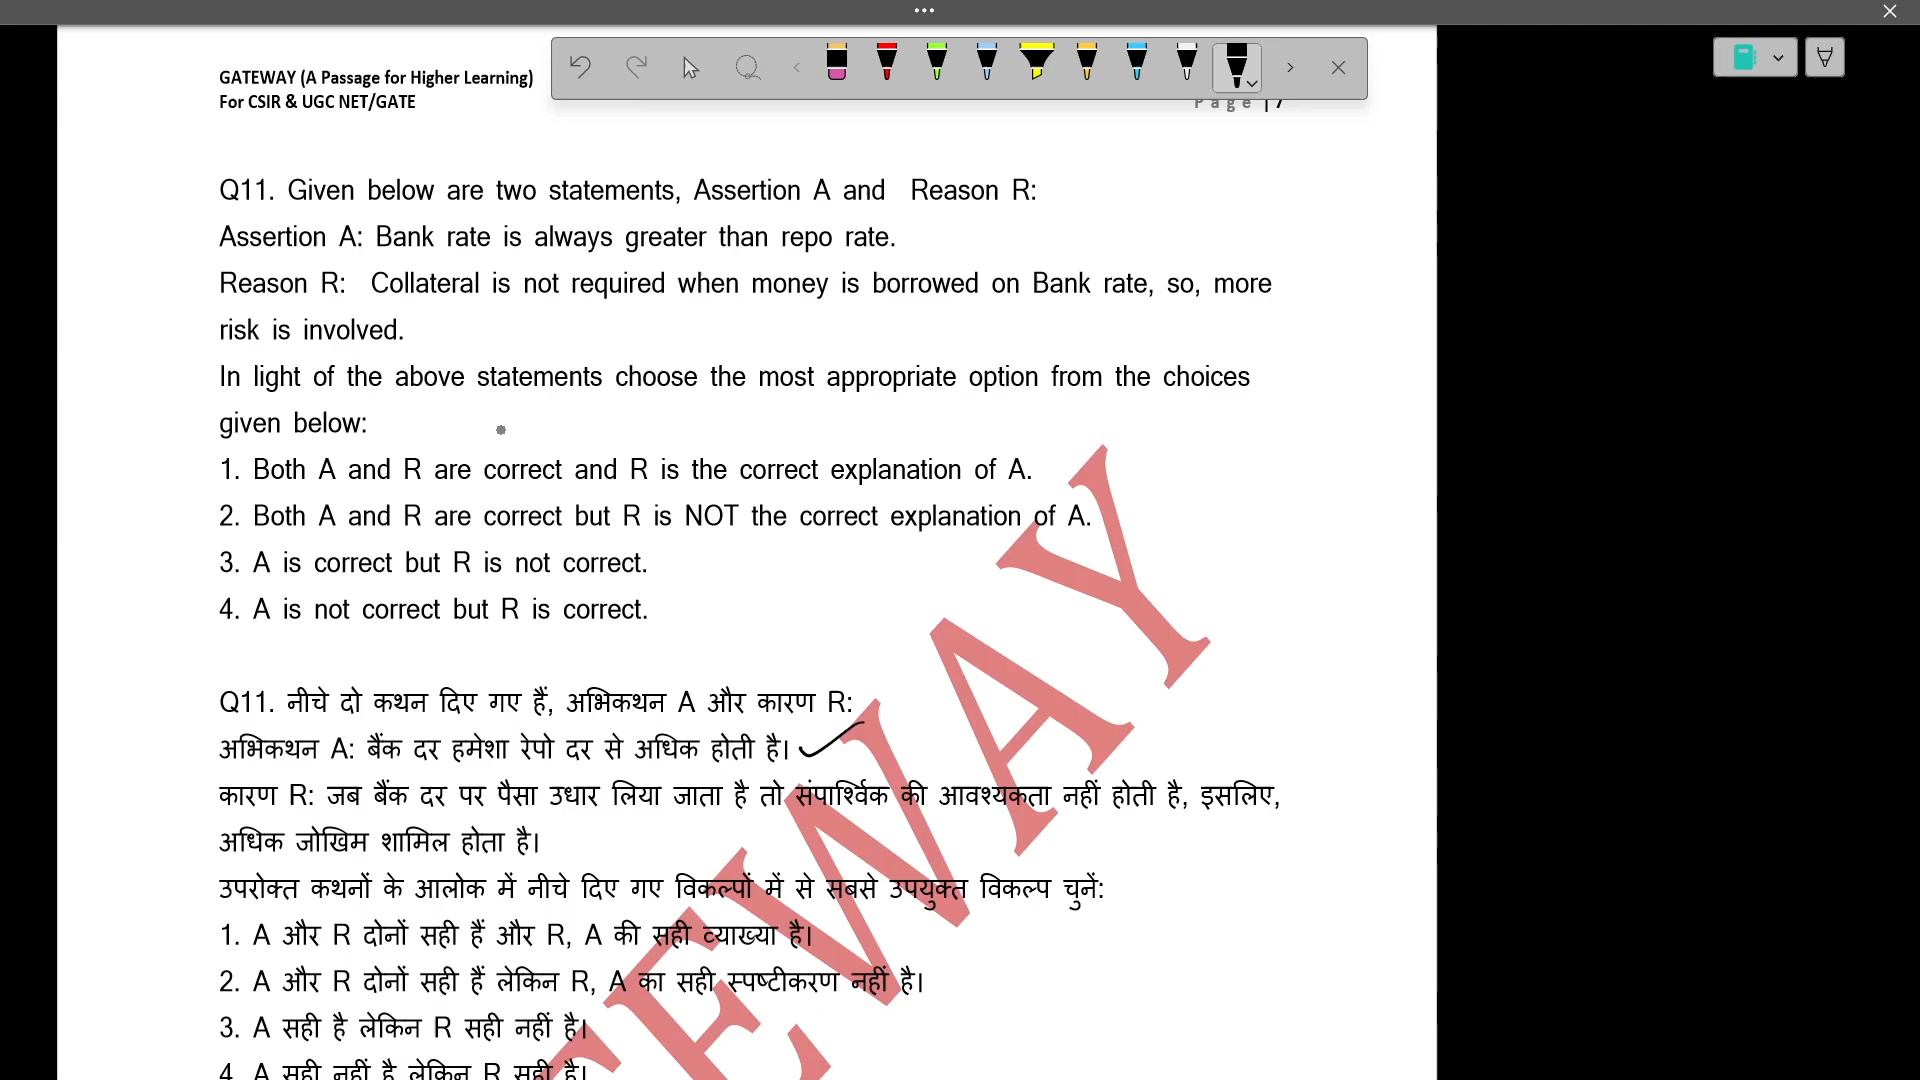 GATEWAY (A Passage for Higher Learning)
For CSIR & UGC NET/GATE
Page | 7
Q11. Given below are two statements, Assertion A and Reason R:
Assertion A: Bank rate is always greater than repo rate.
Reason R: Collateral is not required when money is borrowed on Bank rate, so, more
risk is involved.
In light of the above statements choose the most appropriate option from the choices
given below:
1. Both A and R are correct and R is the correct explanation of A.
2. Both A and R are correct but R is NOT the correct explanation of A.
3. A is correct but R is not correct.
4. A is not correct but R is correct.
Q11. नीचे दो कथन दिए गए हैं, अभिकथन A और कारण R:
अभिकथन A: बैंक दर हमेशा रेपो दर से अधिक होती है।
कारण R: जब बैंक दर पर पैसा उधार लिया जाता है तो संपार्श्विक की आवश्यकता नहीं होती है, इसलिए,
अधिक जोखिम शामिल होता है।
उपरोक्त कथनों के आलोक में नीचे दिए गए विकल्पों में से सबसे उपयुक्त विकल्प चुनें:
1. A और R दोनों सही हैं और R, A की सही व्याख्या है।
2. A और R दोनों सही हैं लेकिन R, A का सही स्पष्टीकरण नहीं है।
3. A सही है लेकिन R सही नहीं है।
4. A सही नहीं है लेकिन R सही है।
TEWAY